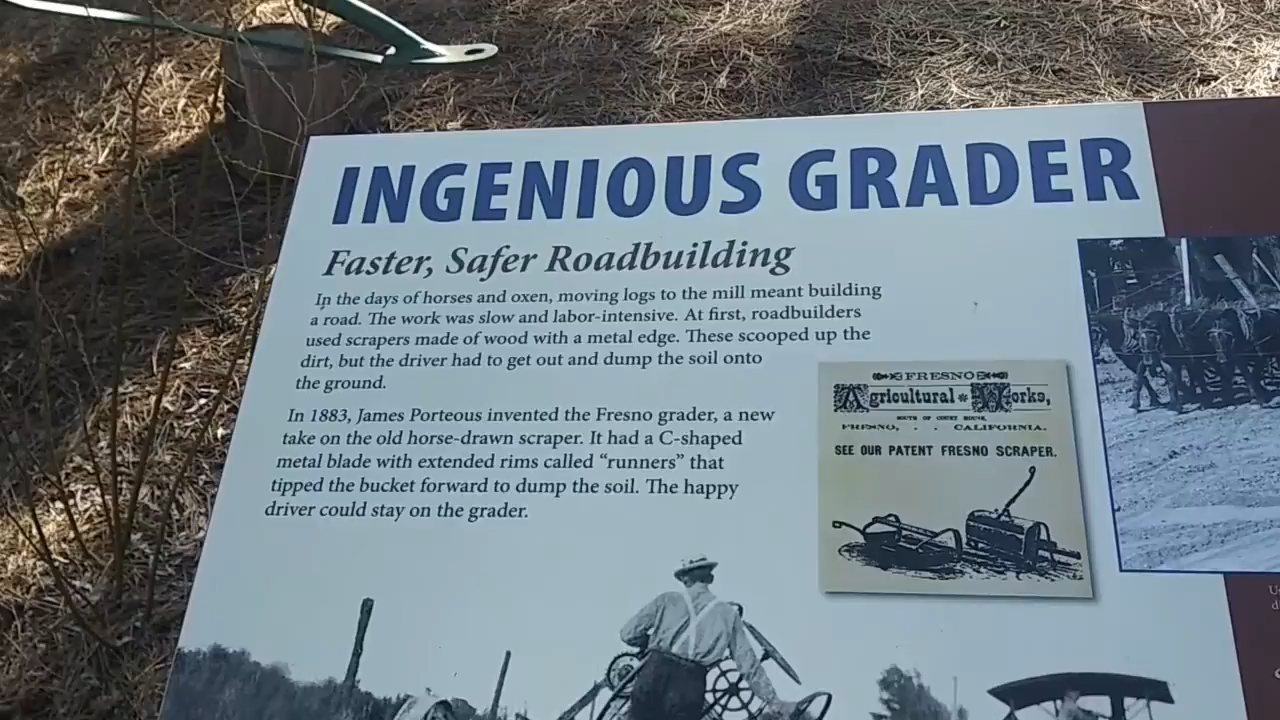 INGENIOUS GRADER
Faster, Safer Roadbuilding
In the days of horses and oxen, moving logs to the mill meant building
a road. The work was slow and labor-intensive. At first, roadbuilders
used scrapers made of wood with a metal edge. These scooped up the
dirt, but the driver had to get out and dump the soil onto
the ground.
In 1883, James Porteous invented the Fresno grader, a new
take on the old horse-drawn scraper. It had a C-shaped
metal blade with extended rims called “runners” that
tipped the bucket forward to dump the soil. The happy
driver could stay on the grader.
FRESNO
Agricultural Works,
SOUTH OF COURT HOUSE,
FRESNO, . . CALIFORNIA.
SEE OUR PATENT FRESNO SCRAPER.